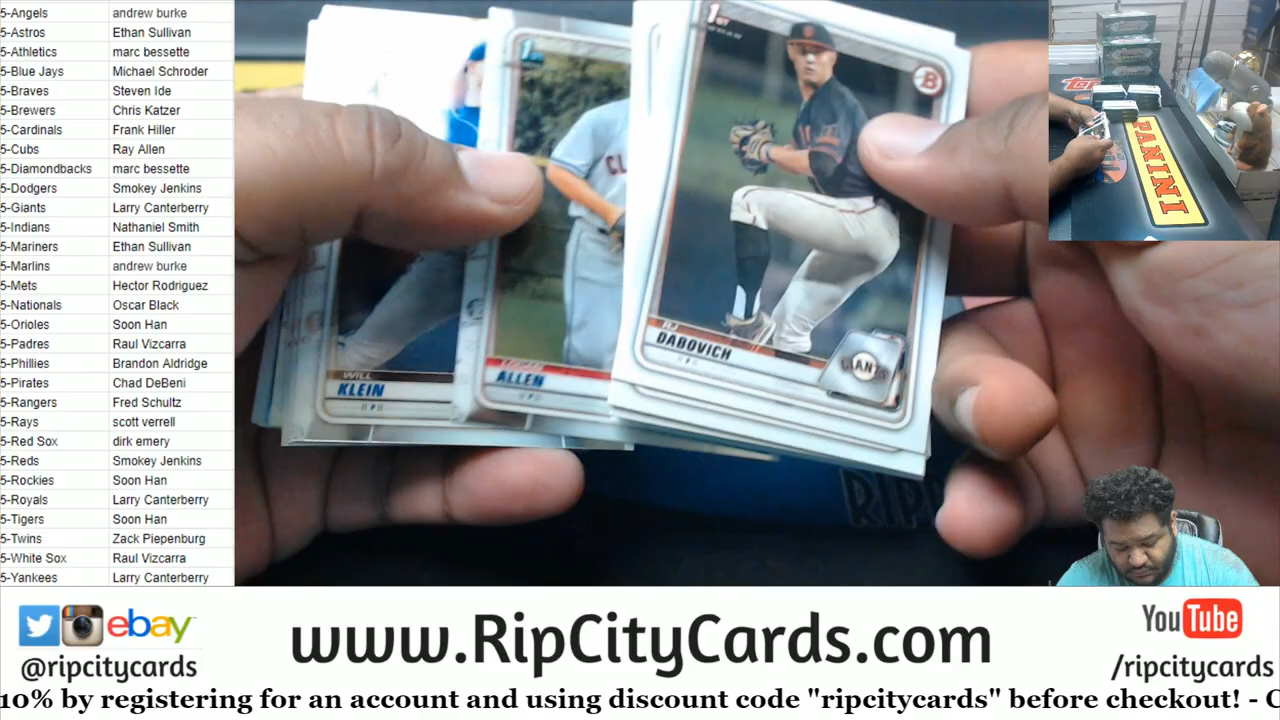 5-Angels andrew burke
5-Astros Ethan Sullivan
5-Athletics marc bessette
5-Blue Jays Michael Schroder
5-Braves Steven Ide
5-Brewers Chris Katzer
5-Cardinals Frank Hiller
5-Cubs Ray Allen
5-Diamondbacks marc bessette
5-Dodgers Smokey Jenkins
5-Giants Larry Canterberry
5-Indians Nathaniel Smith
5-Mariners Ethan Sullivan
5-Marlins andrew burke
5-Mets Hector Rodriguez
5-Nationals Oscar Black
5-Orioles Soon Han
5-Padres Raul Vizcarra
5-Phillies Brandon Aldridge
5-Pirates Chad DeBeni
5-Rangers Fred Schultz
5-Rays scott verrell
5-Red Sox dirk emery
5-Reds Smokey Jenkins
5-Rockies Soon Han
5-Royals Larry Canterberry
5-Tigers Soon Han
5-Twins Zack Piepenburg
5-White Sox Raul Vizcarra
5-Yankees Larry Canterberry
1ST
B
DABOVICH
GIANTS
ALLEN
WILL
KLEIN
PANINI
RIP
ebay
@ripcitycards
www.RipCityCards.com
YouTube
/ripcitycards
10% by registering for an account and using discount code "ripcitycards" before checkout! -